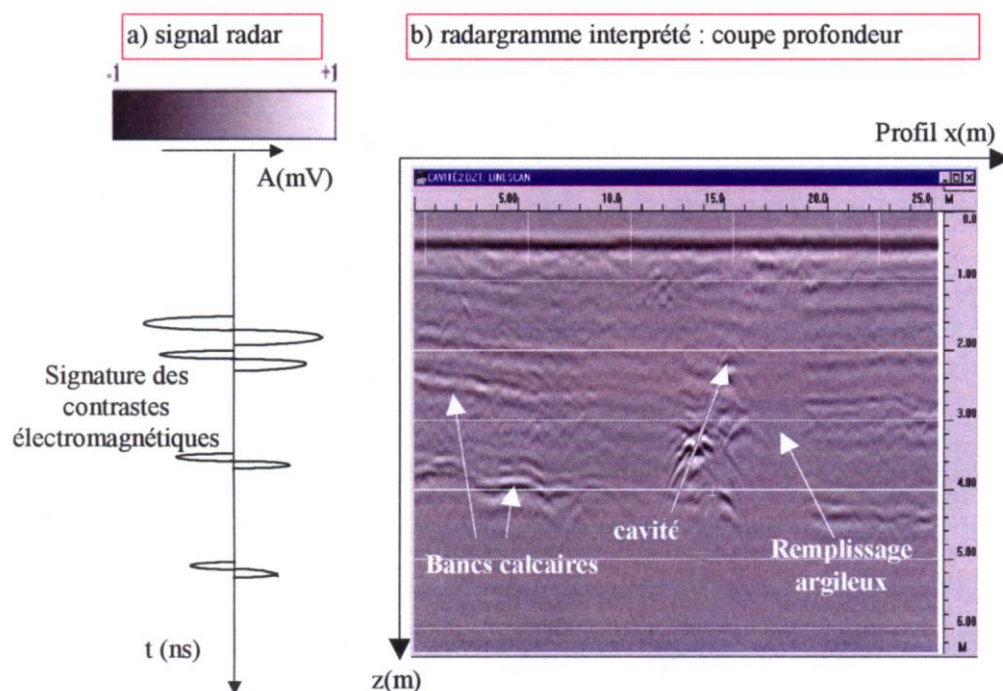 a) signal radar
b) radargramme interprété : coupe profondeur
-1
+1
A(mV)
Profil x(m)
CAVITÉ2.DZT: LINESCAN
5.00
10.0
15.0
20.0
25.0
M
0.0
1.00
2.00
3.00
4.00
5.00
6.00
M
Signature des
contrastes
électromagnétiques
cavité
Bancs calcaires
Remplissage
argileux
t (ns)
z(m)